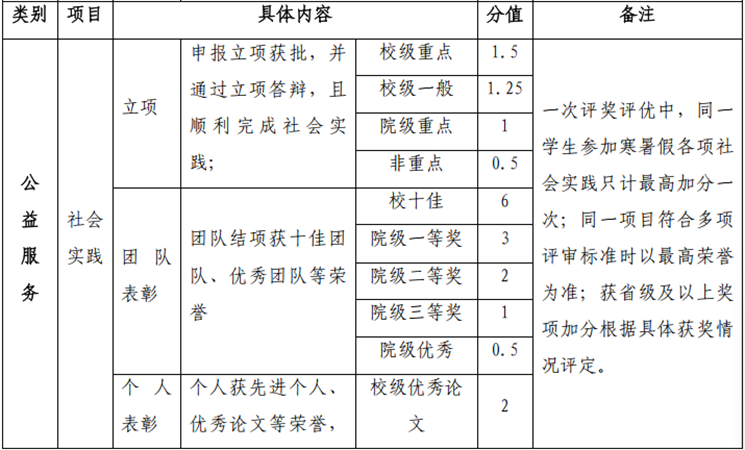 类别 项目 具体内容 分值 备注
公益服务
社会实践
立项
申报立项获批，并
通过立项答辩，且
顺利完成社会实
践；
校级重点 1.5
校级一般 1.25
院级重点 1
非重点 0.5
团队
表彰
团队结项获十佳团
队、优秀团队等荣
誉
校十佳 6
院级一等奖 3
院级二等奖 2
院级三等奖 1
院级优秀 0.5
个人
表彰
个人获先进个人、
优秀论文等荣誉，
校级优秀论
文
2
一次评奖评优中，同一
学生参加寒暑假各项社
会实践只计最高加分一
次；同一项目符合多项
评审标准时以最高荣誉
为准；获省级及以上奖
项加分根据具体获奖情
况评定。